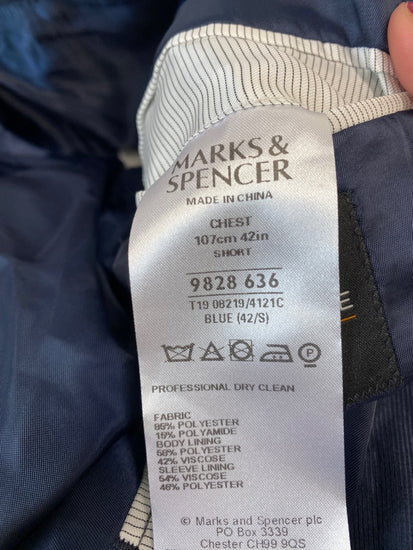 MARKS &
SPENCER
MADE IN CHINA
CHEST
107cm 42in
SHORT
9828 636
T19 08219/4121C
BLUE (42/S)
P
PROFESSIONAL DRY CLEAN
FABRIC
85% POLYESTER
15% POLYAMIDE
BODY LINING
58% POLYESTER
42% VISCOSE
SLEEVE LINING
54% VISCOSE
46% POLYESTER
© Marks and Spencer plc
PO Box 3339
Chester CH99 9QS